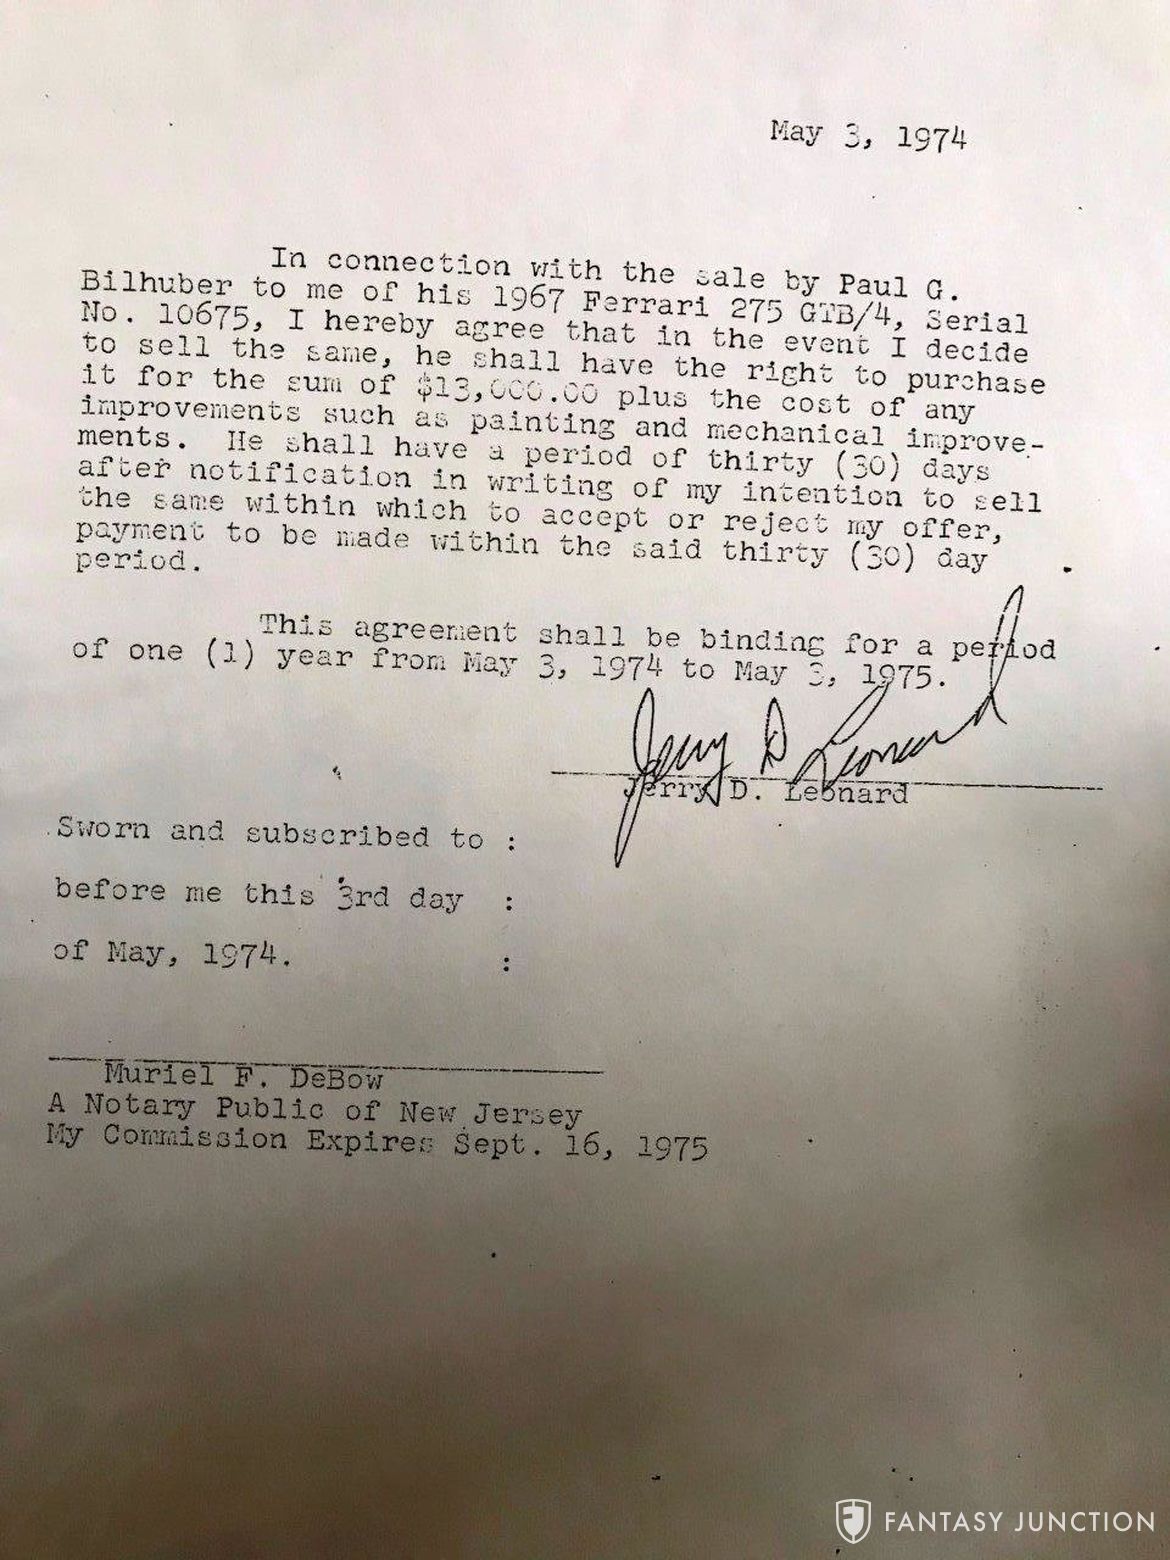 May 3, 1974
In connection with the sale by Paul G.
Bilhuber to me of his 1967 Ferrari 275 GTB/4, Serial
No. 10675, I hereby agree that in the event I decide
to sell the same, he shall have the right to purchase
it for the sum of $13,000.00 plus the cost of any
improvements such as painting and mechanical improve-
ments. He shall have a period of thirty (30) days
after notification in writing of my intention to sell
the same within which to accept or reject my offer,
payment to be made within the said thirty (30) day
period.
This agreement shall be binding for a period
of one (1) year from May 3, 1974 to May 3, 1975.
Jerry D Leonard
Jerry D. Leonard
Sworn and subscribed to :
before me this 3rd day :
of May, 1974. :
Muriel F. DeBow
A Notary Public of New Jersey
My Commission Expires Sept. 16, 1975
FANTASY JUNCTION